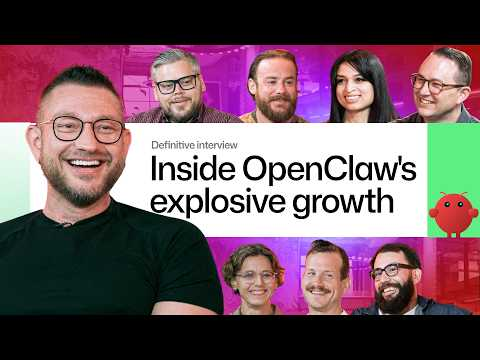 Definitive interview
Inside OpenClaw's
explosive growth